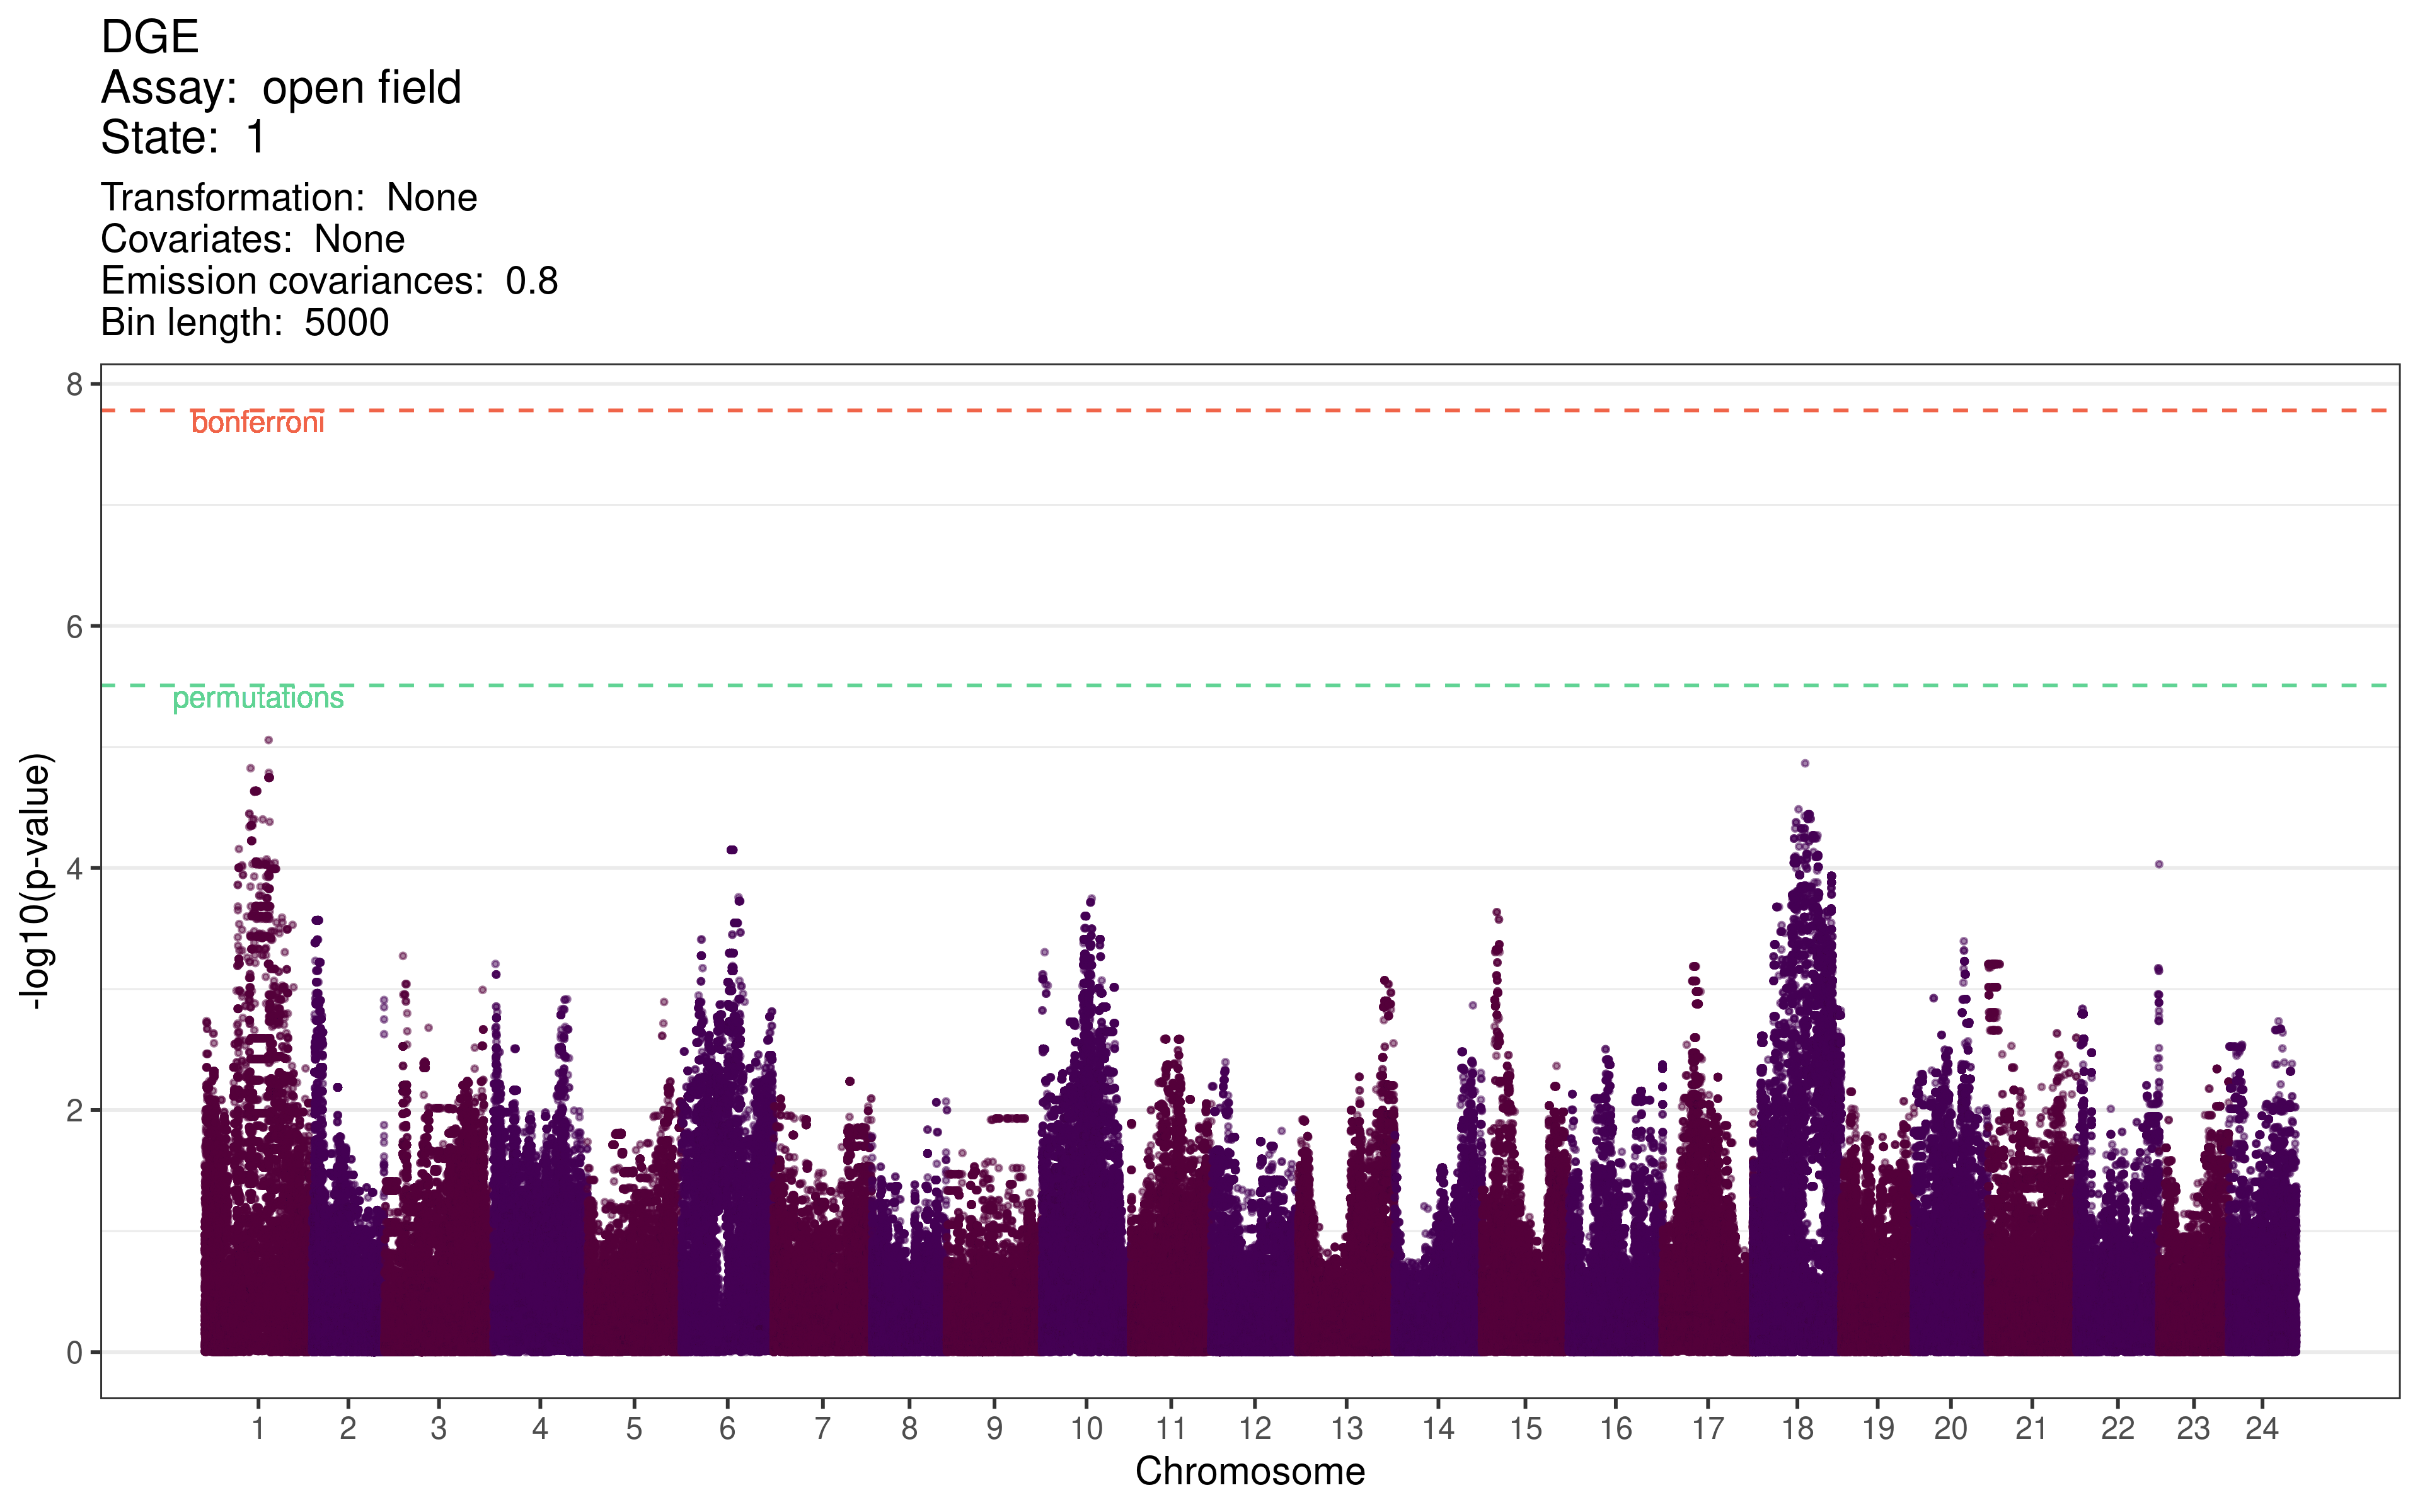 DGE
Assay:  open field
State:  1
Transformation:  None
Covariates:  None
Emission covariances:  0.8
Bin length:  5000
8
bonferroni
6
permutations
4
2
0
-log10(p-value)
1 2 3 4 5 6 7 8 9 10 11 12 13 14 15 16 17 18 19 20 21 22 23 24
Chromosome